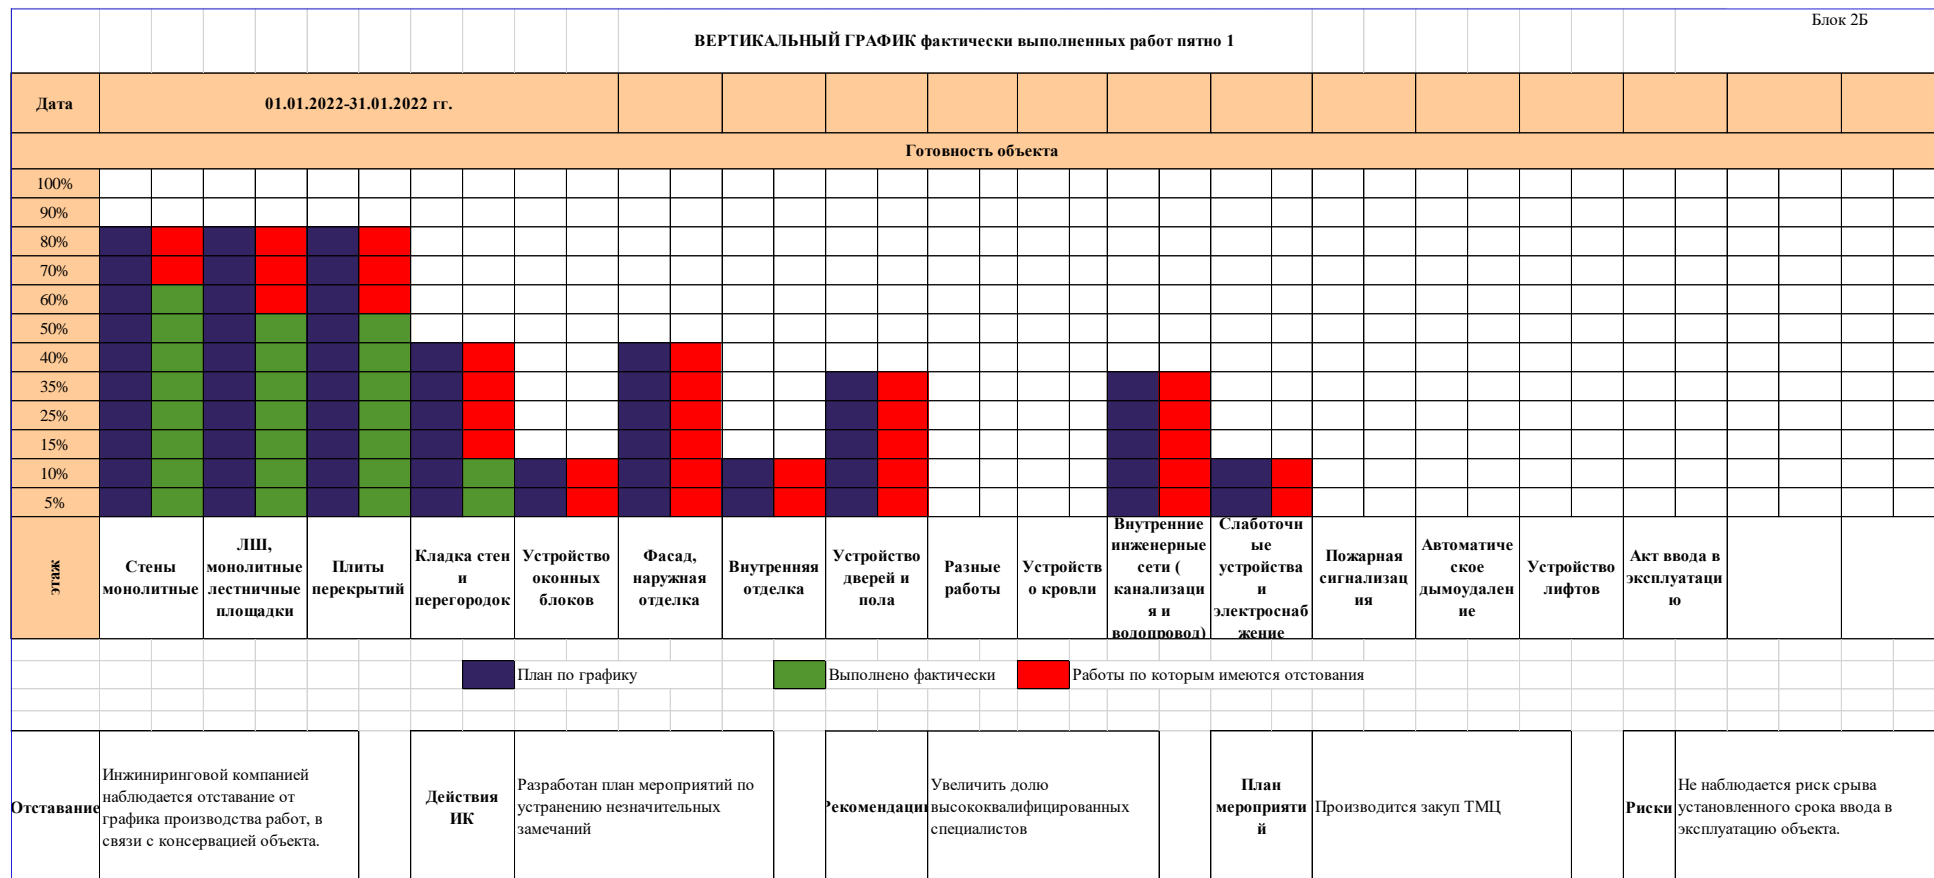 Блок 2Б
ВЕРТИКАЛЬНЫЙ ГРАФИК фактически выполненных работ пятно 1
Дата
01.01.2022-31.01.2022 гг.
Готовность объекта
100%
90%
80%
70%
60%
50%
40%
35%
25%
15%
10%
5%
этаж
Стены
монолитные
ЛШ,
монолитные
лестничные
площадки
Плиты
перекрытий
Кладка стен
и
перегородок
Устройство
оконных
блоков
Фасад,
наружная
отделка
Внутренняя
отделка
Устройство
дверей и
пола
Разные
работы
Устройств
о кровли
Внутренние
инженерные
сети (
канализаци
я и
водопровод)
Слаботочн
ые
устройства
и
электроснаб
жение
Пожарная
сигнализац
ия
Автоматиче
ское
дымоудален
ие
Устройство
лифтов
Акт ввода в
эксплуатаци
ю
План по графику
Выполнено фактически
Работы по которым имеются отстования
Отставание
Инжиниринговой компанией
наблюдается отставание от
графика производства работ, в
связи с консервацией объекта.
Действия
ИК
Разработан план мероприятий по
устранению незначительных
замечаний
Рекомендации
Увеличить долю
высококвалифицированных
специалистов
План
мероприяти
й
Производится закуп ТМЦ
Риски
Не наблюдается риск срыва
установленного срока ввода в
эксплуатацию объекта.